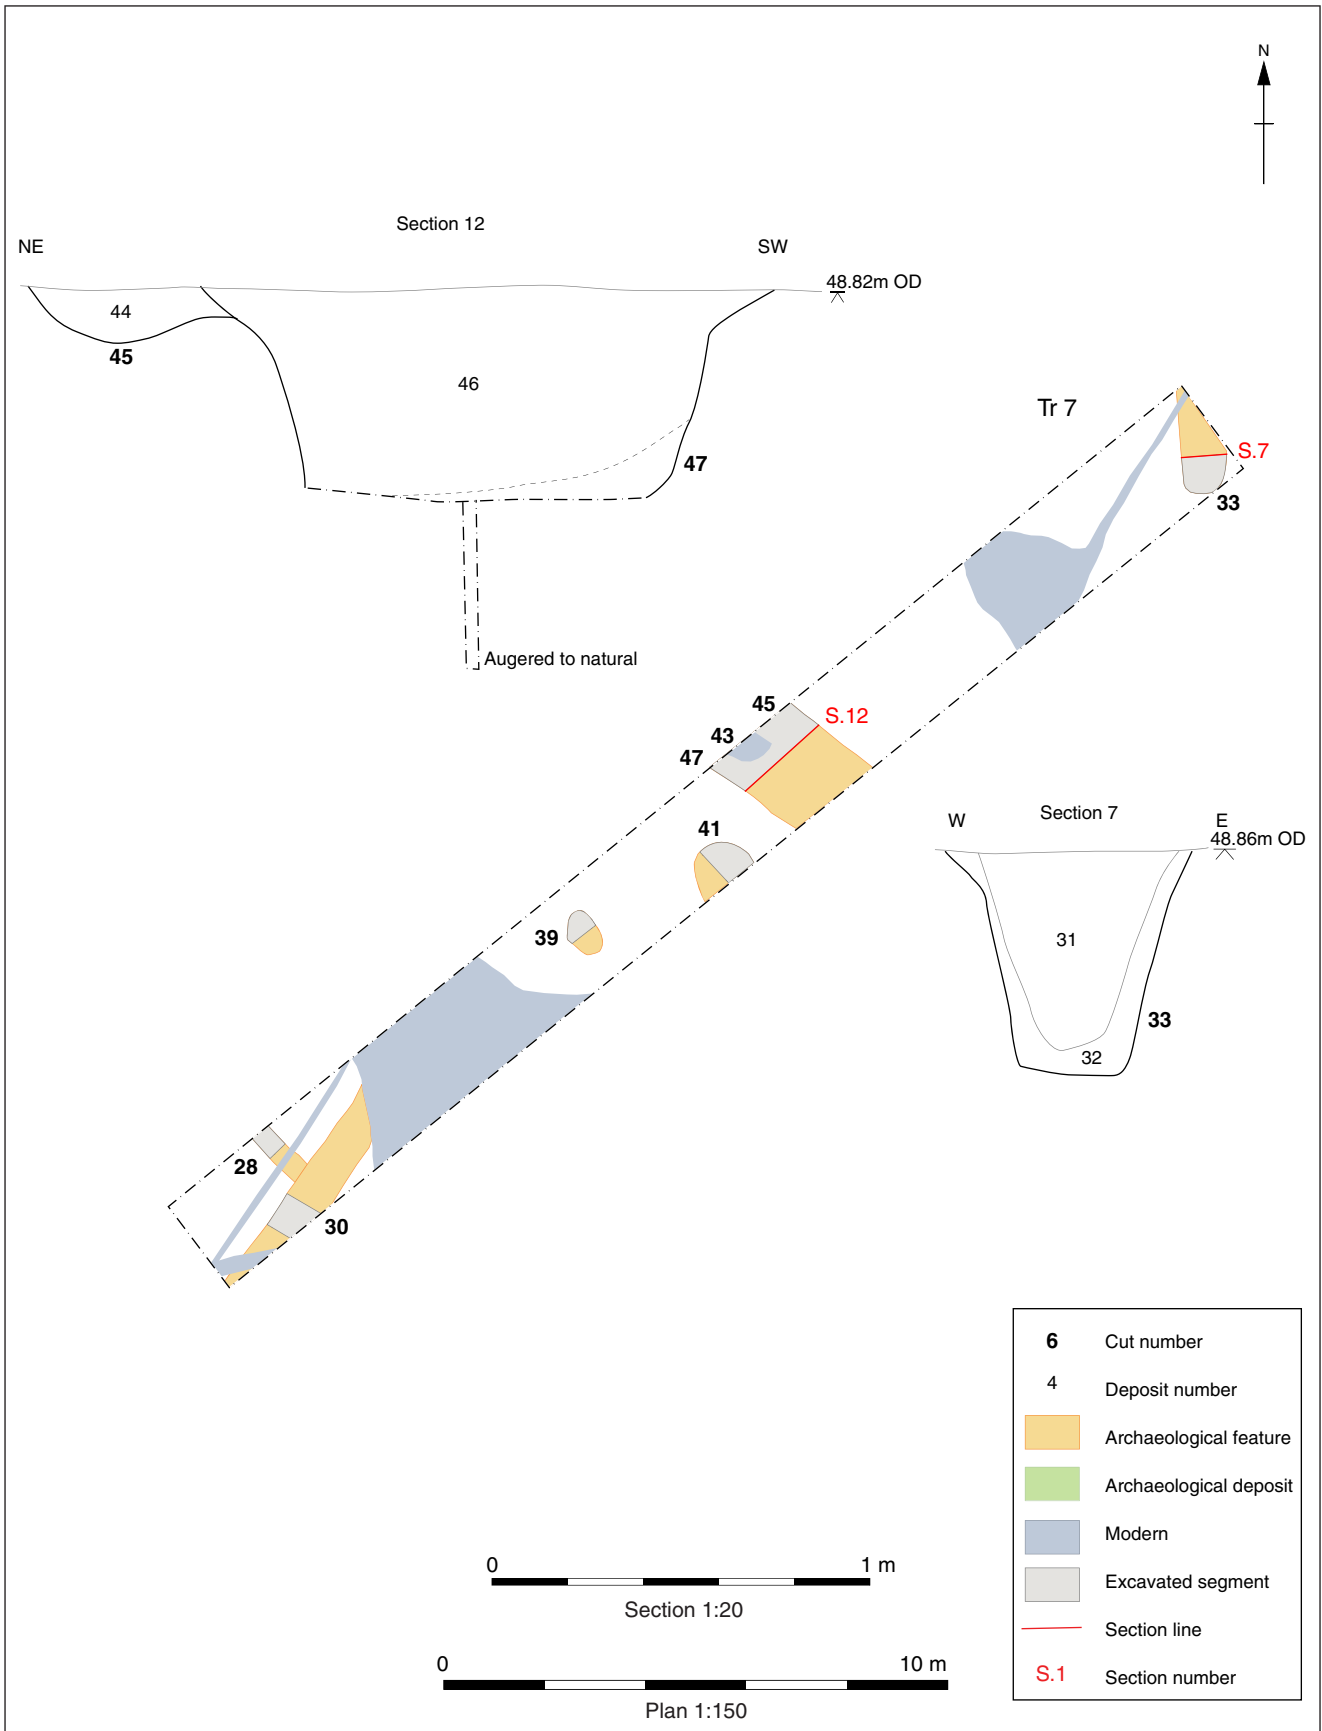 N
Section 12
NE
SW
48.82m OD
44
45
46
47
Augered to natural
Tr 7
S.7
33
45
S.12
43
47
41
39
28
30
Section 7
W
E
48.86m OD
31
33
32
6 Cut number
4 Deposit number
Archaeological feature
Archaeological deposit
Modern
Excavated segment
Section line
S.1 Section number
0 1 m
Section 1:20
0 10 m
Plan 1:150